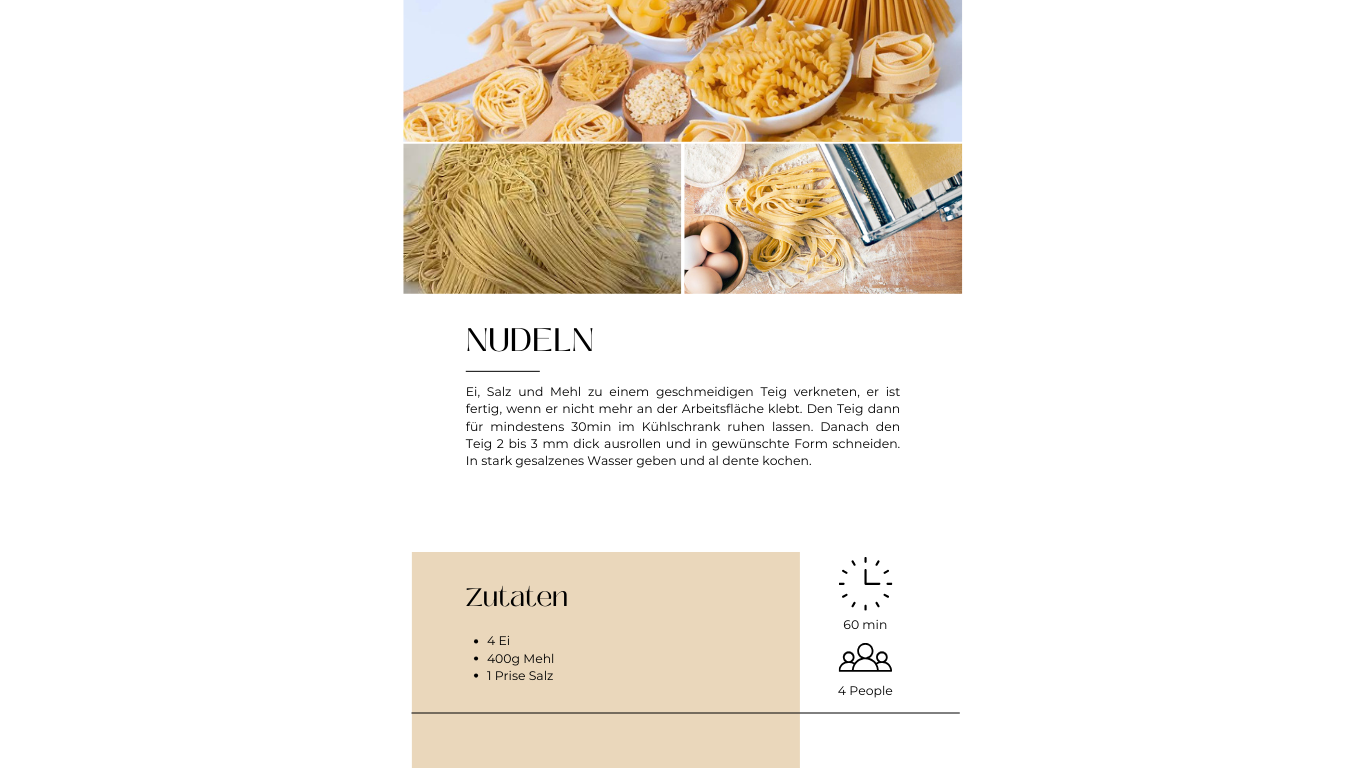 NUDELN
Ei, Salz und Mehl zu einem geschmeidigen Teig verkneten, er ist
fertig, wenn er nicht mehr an der Arbeitsfläche klebt. Den Teig dann
für mindestens 30min im Kühlschrank ruhen lassen. Danach den
Teig 2 bis 3 mm dick ausrollen und in gewünschte Form schneiden.
In stark gesalzenes Wasser geben und al dente kochen.
Zutaten
4 Ei
400g Mehl
1 Prise Salz
60 min
4 People